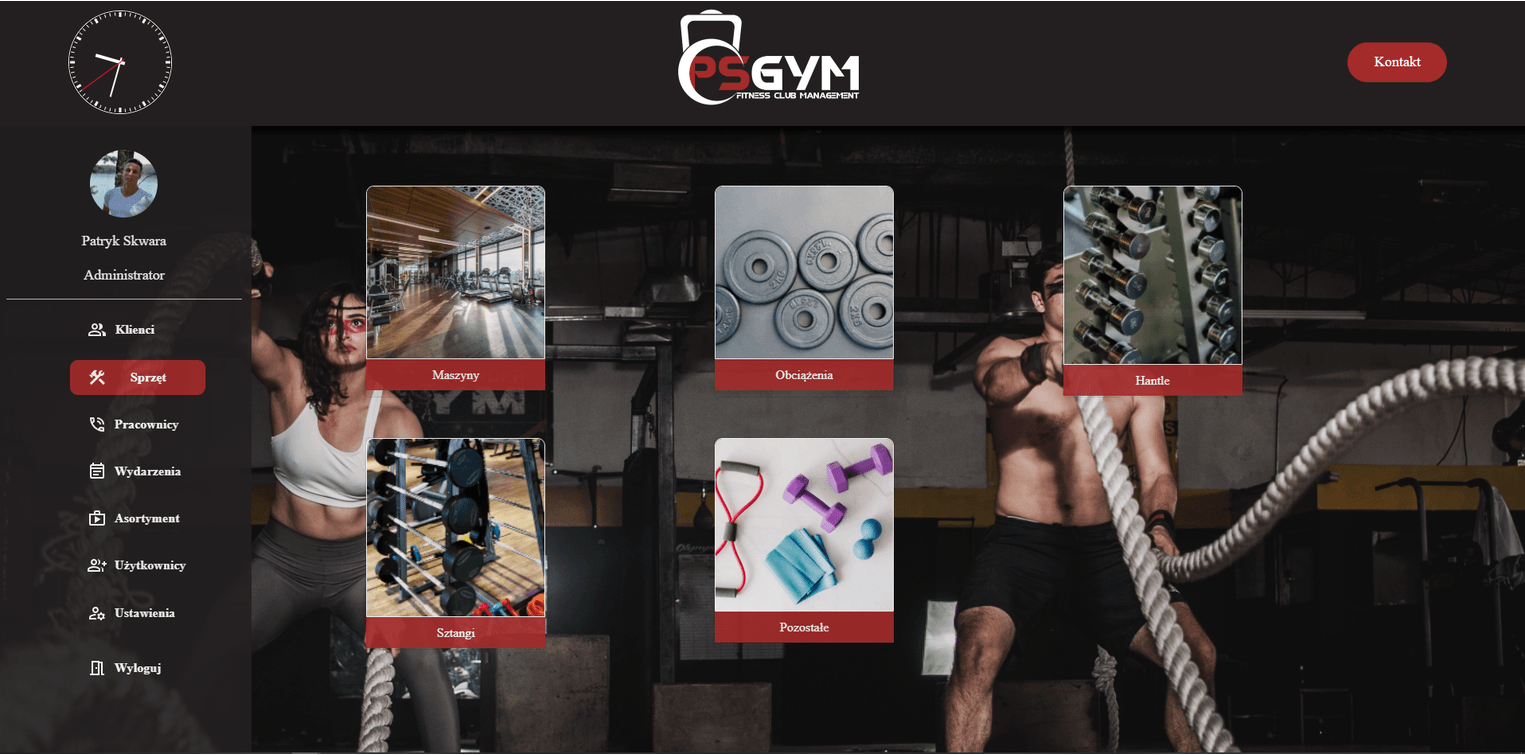 PSGYM
FITNESS CLUB MANAGEMENT
Kontakt
Patryk Skwara
Administrator
Klienci
Sprzęt
Pracownicy
Wydarzenia
Asortyment
Użytkownicy
Ustawienia
Wyloguj
Maszyny
Obciążenia
Hantle
Sztangi
Pozostałe